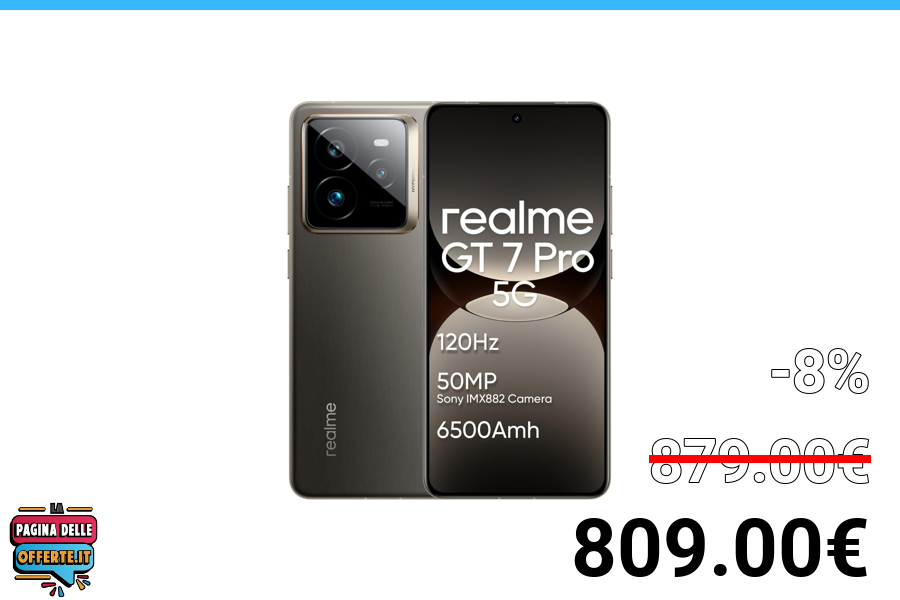 HYPER
realme
realme
GT 7 Pro
5G
120Hz
50MP
Sony IMX882 Camera
6500Amh
-8%
879.00€
809.00€
LA
PAGINA DELLE
OFFERTE.IT